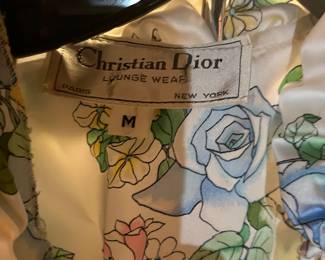 Christian Dior
LOUNGE WEAR
PARIS NEW YORK
M